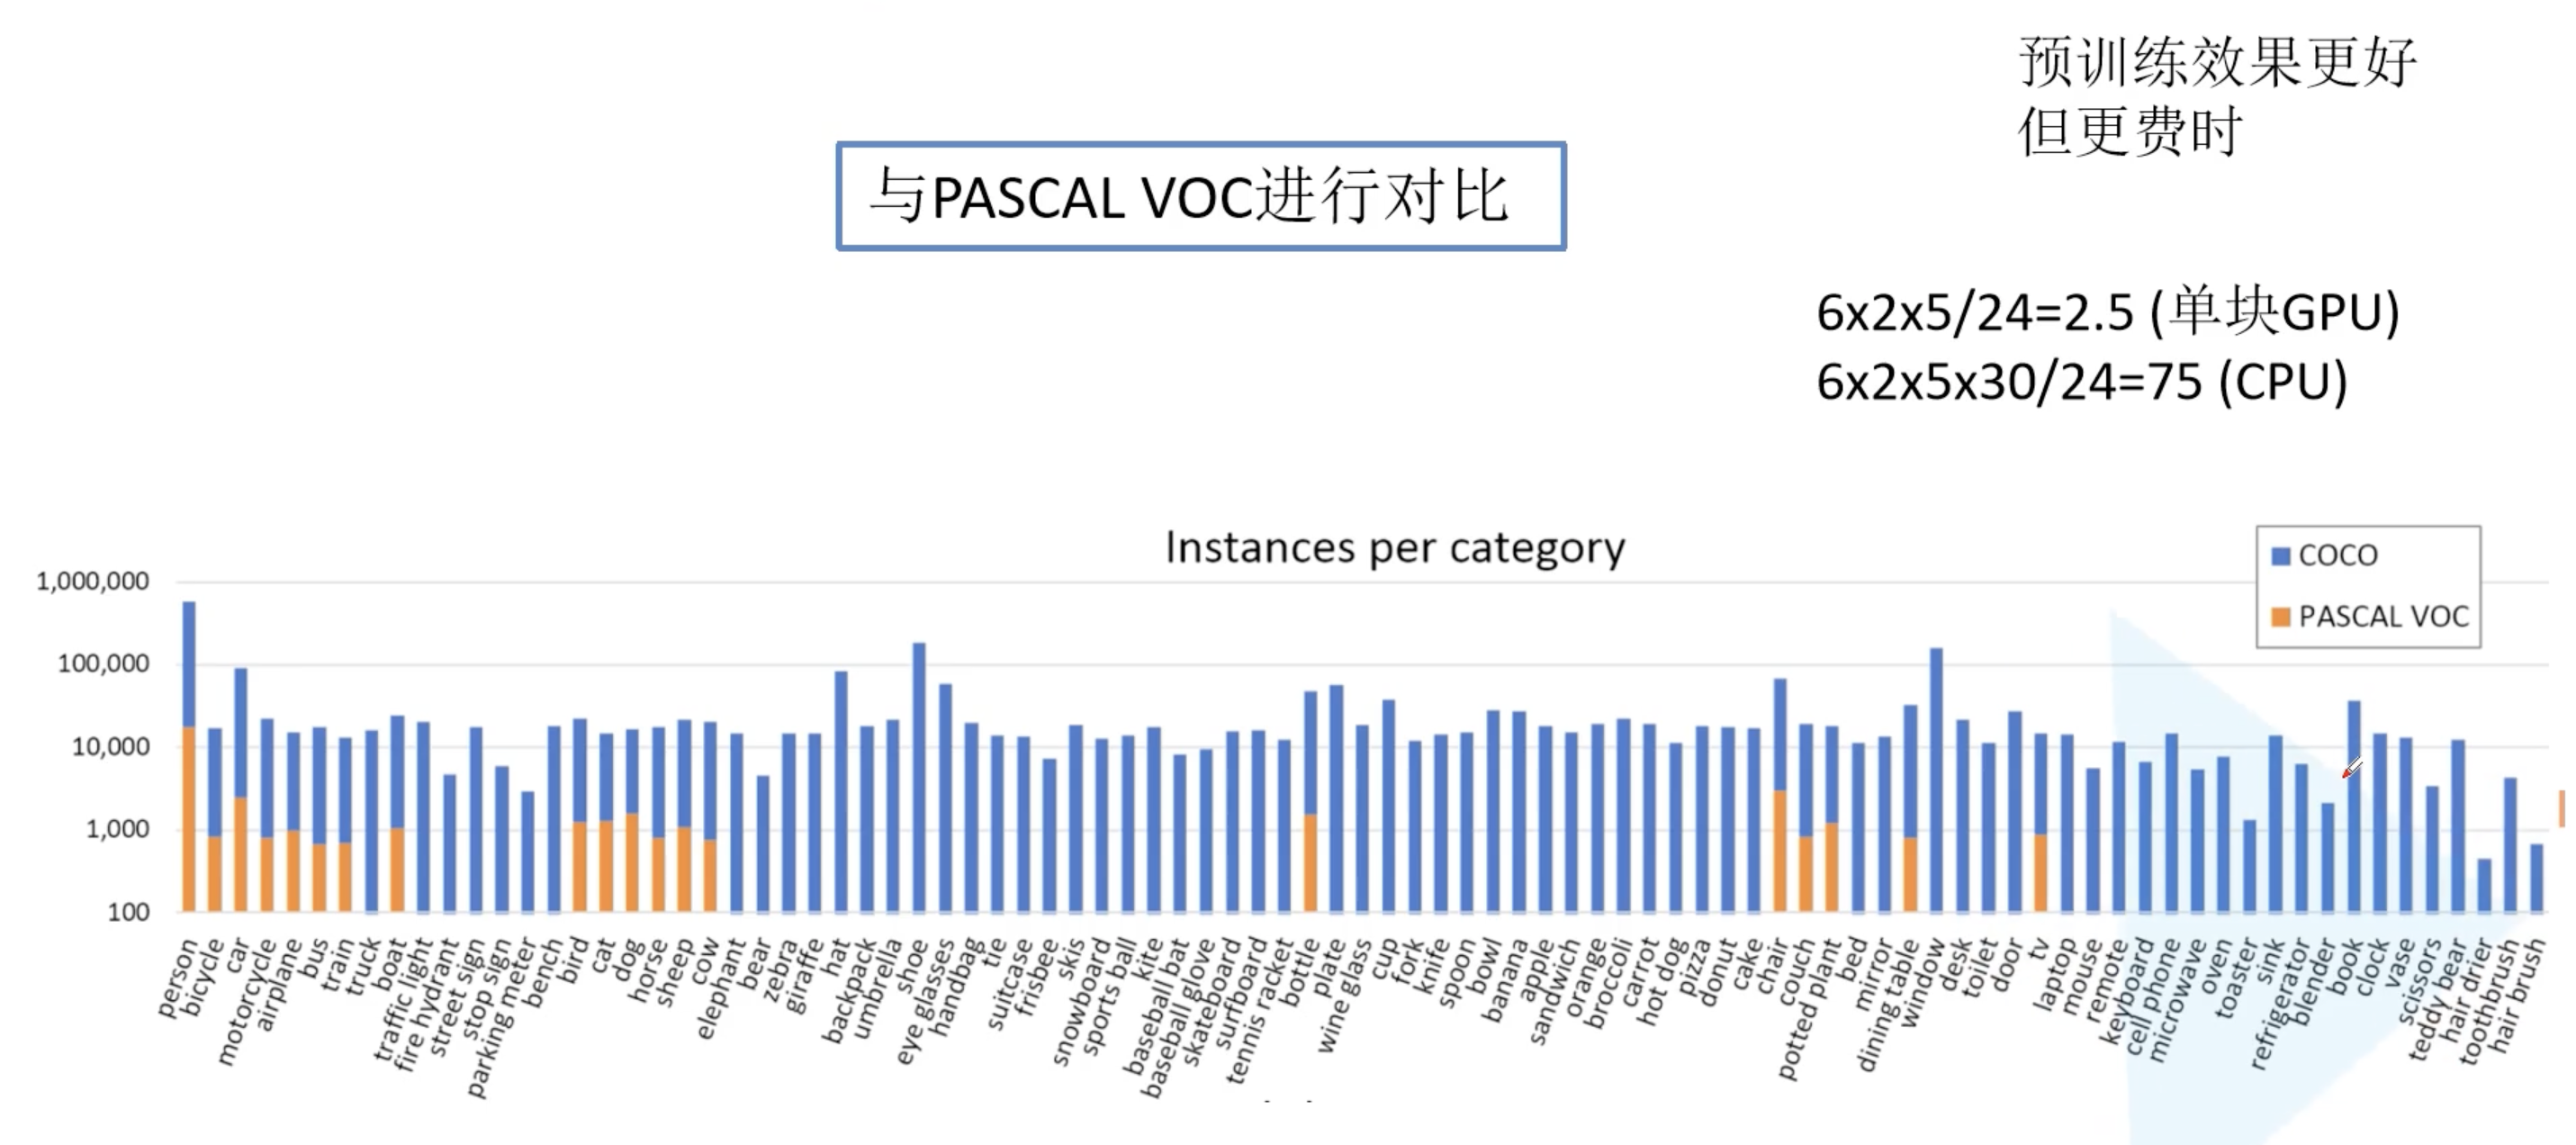 预训练效果更好
但更费时
与PASCAL VOC进行对比
6x2x5/24=2.5 (单块GPU)
6x2x5x30/24=75 (CPU)
Instances per category
COCO
PASCAL VOC
1,000,000
100,000
10,000
1,000
100
person
bicycle
car
motorcycle
airplane
bus
train
truck
boat
traffic light
fire hydrant
street sign
stop sign
parking meter
bench
bird
cat
dog
horse
sheep
cow
elephant
bear
zebra
giraffe
hat
backpack
umbrella
shoe
eye glasses
handbag
tie
suitcase
frisbee
skis
snowboard
sports ball
kite
baseball bat
baseball glove
skateboard
surfboard
tennis racket
bottle
plate
wine glass
cup
fork
knife
spoon
bowl
banana
apple
sandwich
orange
broccoli
carrot
hot dog
pizza
donut
cake
chair
couch
potted plant
bed
mirror
dining table
window
desk
toilet
door
tv
laptop
mouse
remote
keyboard
cell phone
microwave
oven
toaster
sink
refrigerator
blender
book
clock
vase
scissors
teddy bear
hair drier
toothbrush
hair brush